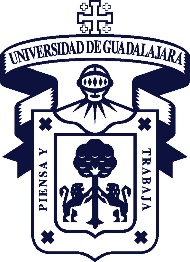 UNIVERSIDAD DE GUADALAJARA
PIENSA Y
TRABAJA